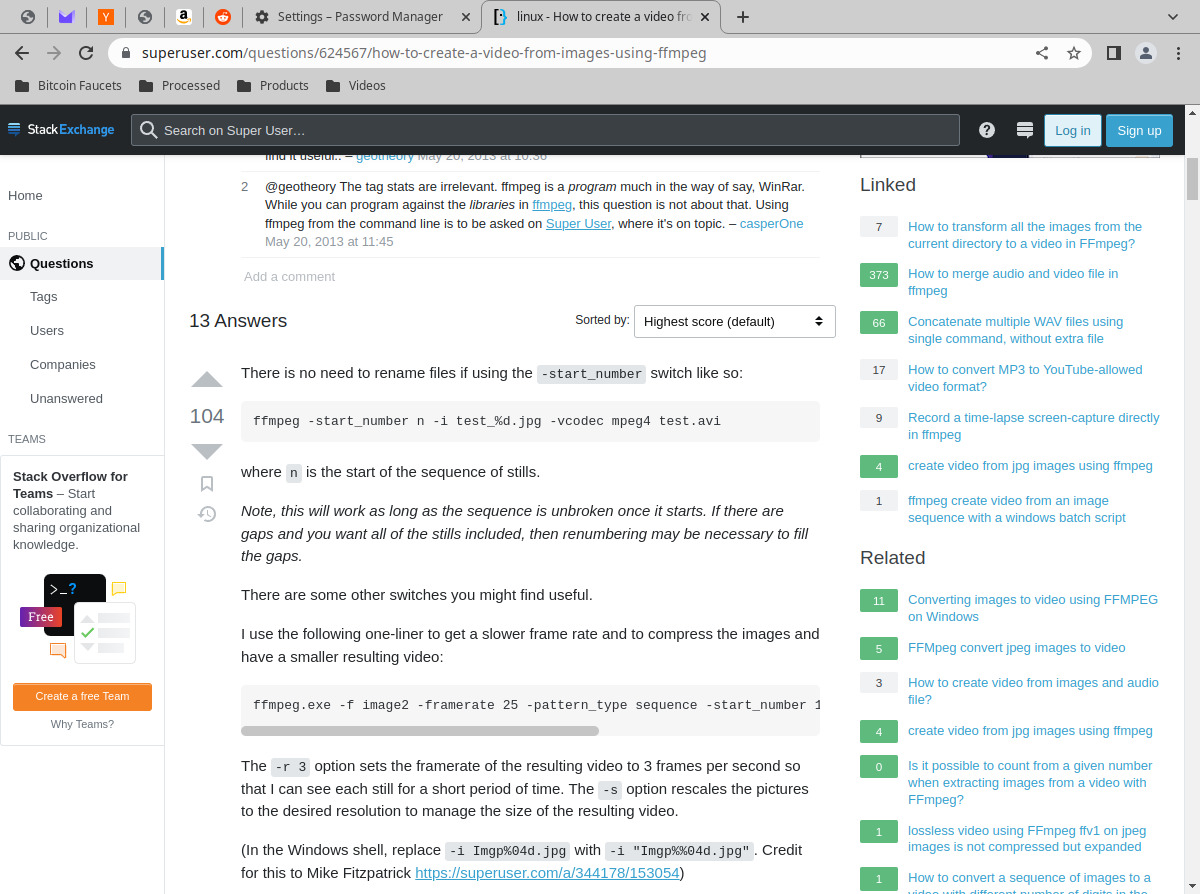 Settings – Password Manager
linux - How to create a video fro
superuser.com/questions/624567/how-to-create-a-video-from-images-using-ffmpeg
Bitcoin Faucets
Processed
Products
Videos
StackExchange
Search on Super User…
Log in
Sign up
Home
PUBLIC
Questions
Tags
Users
Companies
Unanswered
TEAMS
Stack Overflow for
Teams – Start
collaborating and
sharing organizational
knowledge.
>_?
Free
Create a free Team
Why Teams?
find it useful.. – geotheory May 20, 2013 at 10:36
2 @geotheory The tag stats are irrelevant. ffmpeg is a program much in the way of say, WinRar.
While you can program against the libraries in ffmpeg, this question is not about that. Using
ffmpeg from the command line is to be asked on Super User, where it's on topic. – casperOne
May 20, 2013 at 11:45
Add a comment
13 Answers
Sorted by: Highest score (default)
104
There is no need to rename files if using the -start_number switch like so:
ffmpeg -start_number n -i test_%d.jpg -vcodec mpeg4 test.avi
where n is the start of the sequence of stills.
Note, this will work as long as the sequence is unbroken once it starts. If there are
gaps and you want all of the stills included, then renumbering may be necessary to fill
the gaps.
There are some other switches you might find useful.
I use the following one-liner to get a slower frame rate and to compress the images and
have a smaller resulting video:
ffmpeg.exe -f image2 -framerate 25 -pattern_type sequence -start_number 1
The -r 3 option sets the framerate of the resulting video to 3 frames per second so
that I can see each still for a short period of time. The -s option rescales the pictures
to the desired resolution to manage the size of the resulting video.
(In the Windows shell, replace -i Imgp%04d.jpg with -i "Imgp%%04d.jpg". Credit
for this to Mike Fitzpatrick https://superuser.com/a/344178/153054)
Linked
7 How to transform all the images from the
current directory to a video in FFmpeg?
373 How to merge audio and video file in
ffmpeg
66 Concatenate multiple WAV files using
single command, without extra file
17 How to convert MP3 to YouTube-allowed
video format?
9 Record a time-lapse screen-capture directly
in ffmpeg
4 create video from jpg images using ffmpeg
1 ffmpeg create video from an image
sequence with a windows batch script
Related
11 Converting images to video using FFMPEG
on Windows
5 FFMpeg convert jpeg images to video
3 How to create video from images and audio
file?
4 create video from jpg images using ffmpeg
0 Is it possible to count from a given number
when extracting images from a video with
FFmpeg?
1 lossless video using FFmpeg ffv1 on jpeg
images is not compressed but expanded
1 How to convert a sequence of images to a
video with different number of digits in the